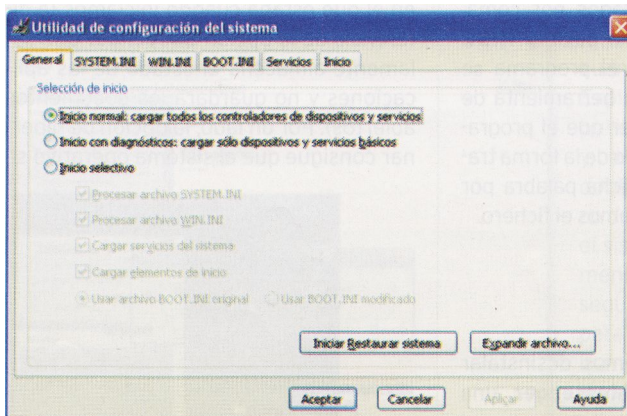 Utilidad de configuración del sistema
General SYSTEM.INI WIN.INI BOOT.INI Servicios Inicio
Selección de inicio
Inicio normal: cargar todos los controladores de dispositivos y servicios
Inicio con diagnósticos: cargar sólo dispositivos y servicios básicos
Inicio selectivo
Procesar archivo SYSTEM.INI
Procesar archivo WIN.INI
Cargar servicios del sistema
Cargar elementos de inicio
Usar archivo BOOT.INI original Usar BOOT.INI modificado
Iniciar Restaurar sistema Expandir archivo...
Aceptar Cancelar Aplicar Ayuda